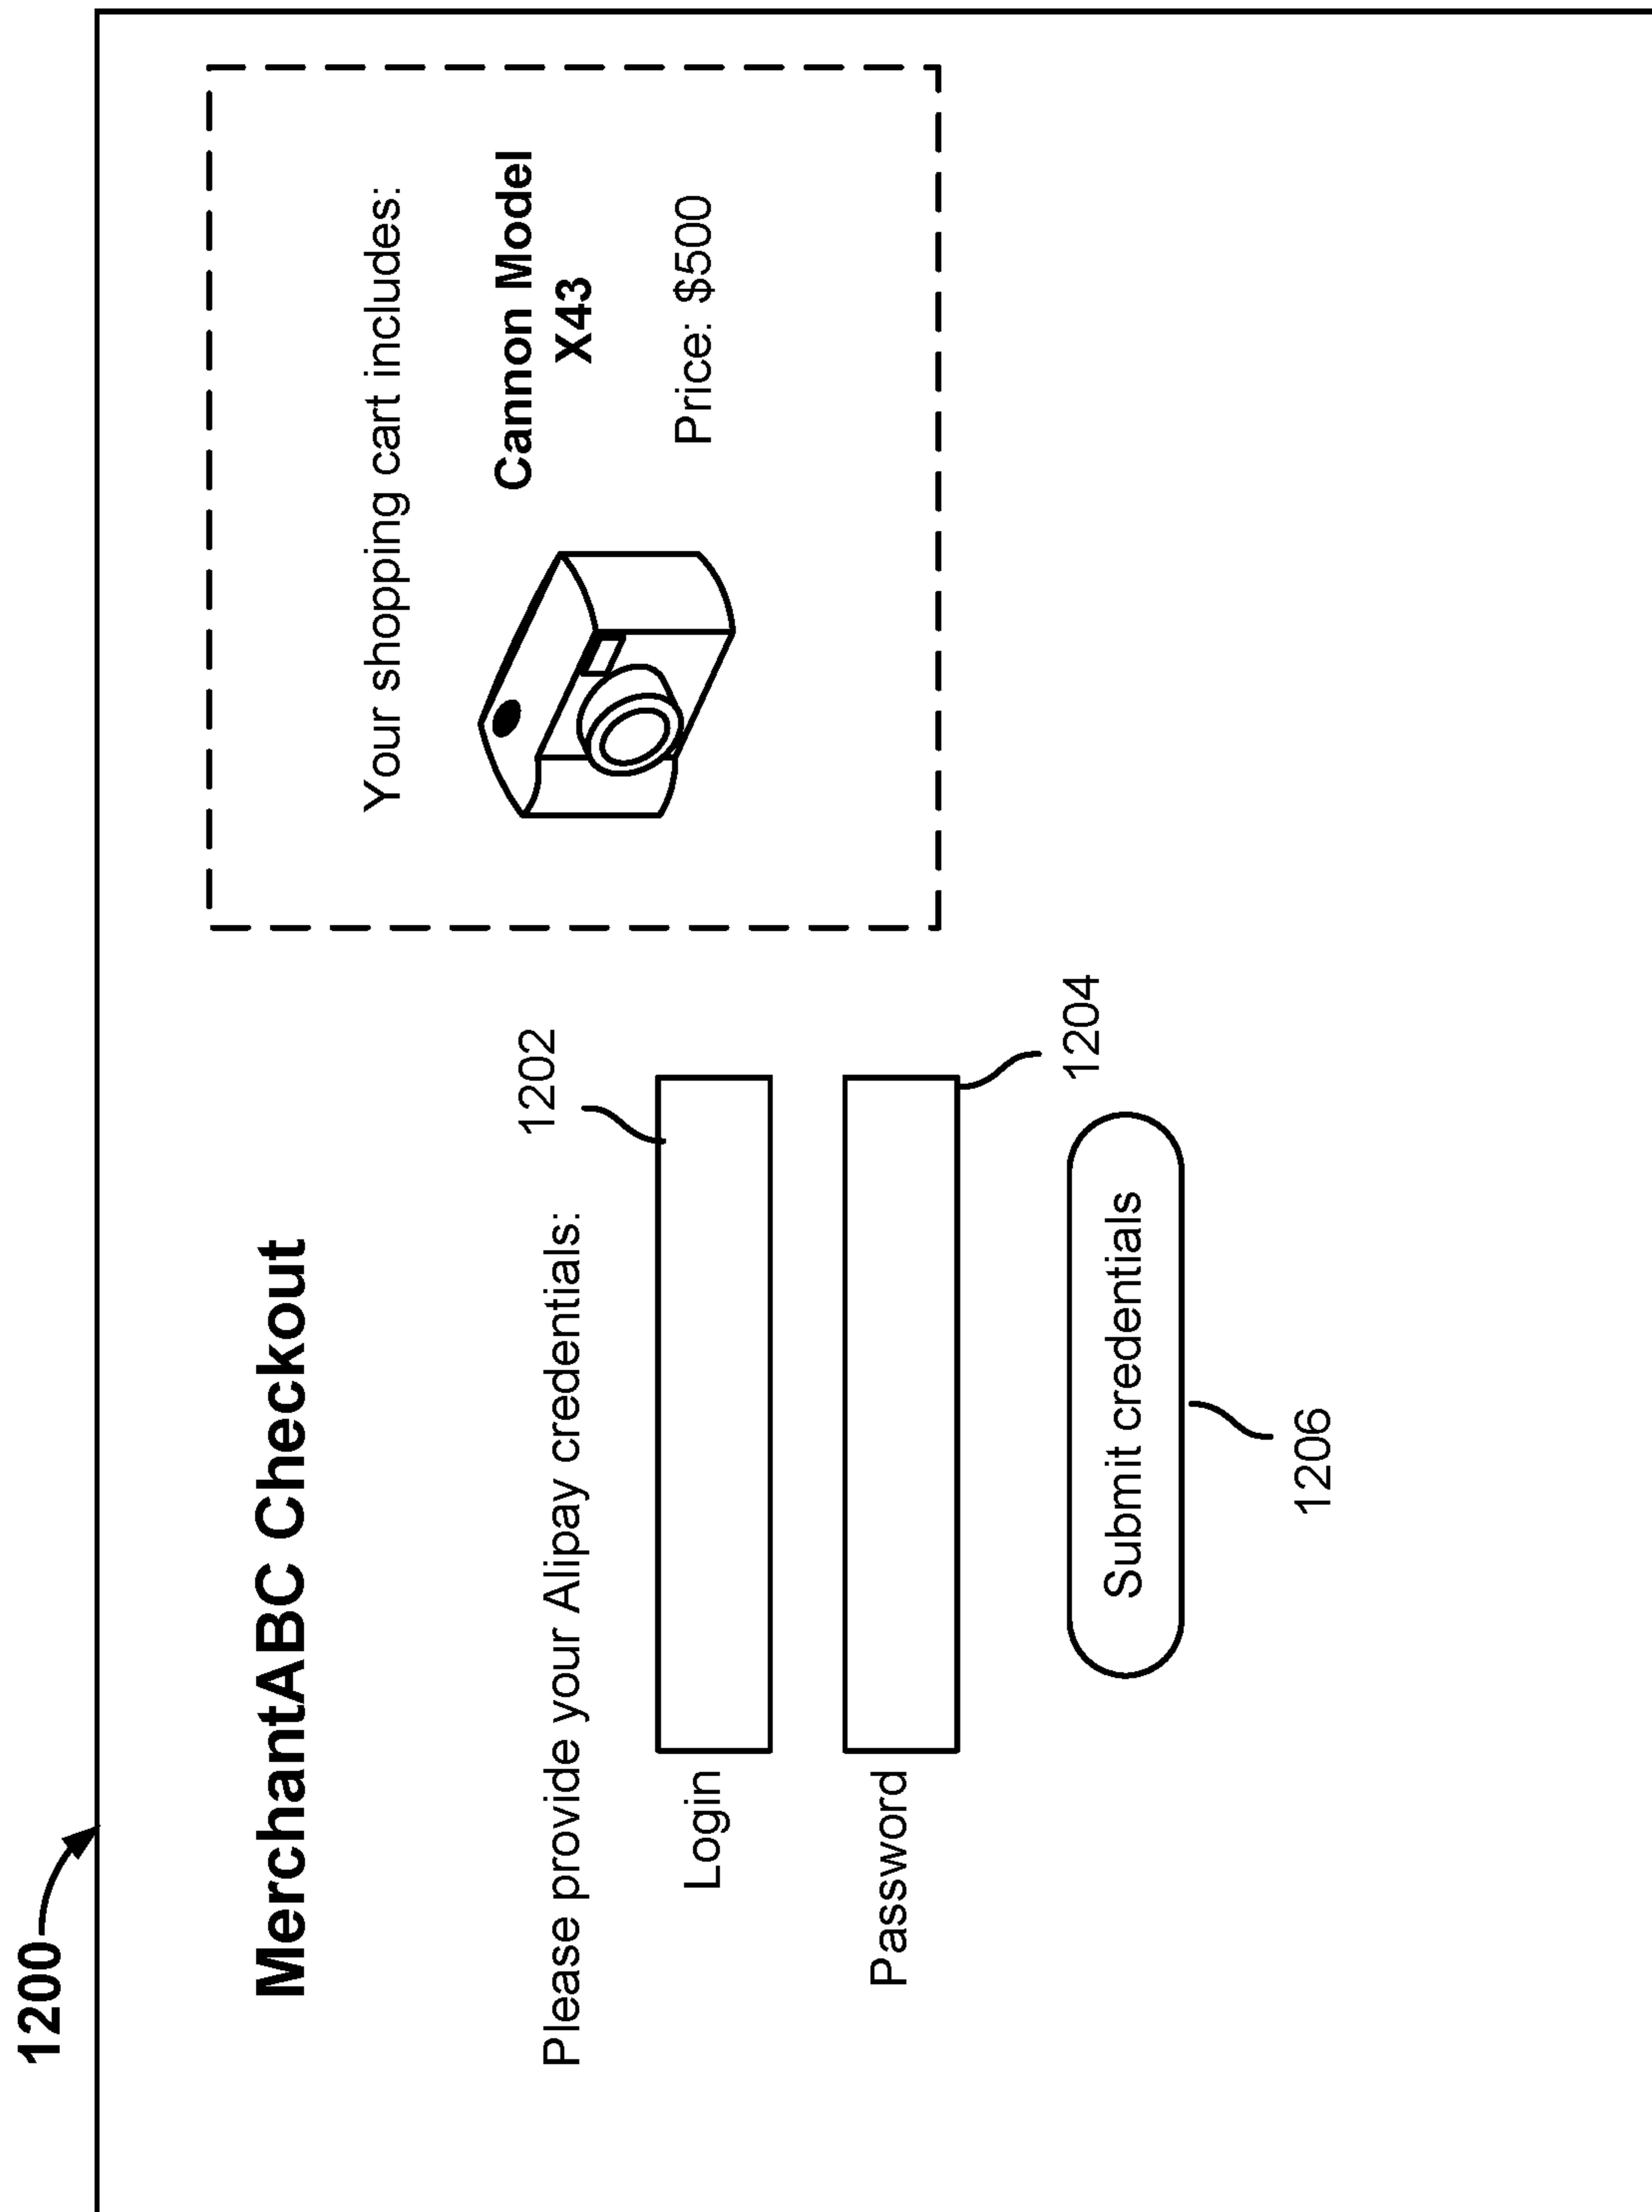 1200
MerchantABC Checkout
Please provide your Alipay credentials:
1202
Login
Password
1204
Submit credentials
1206
Your shopping cart includes:
Cannon Model
X43
Price: $500